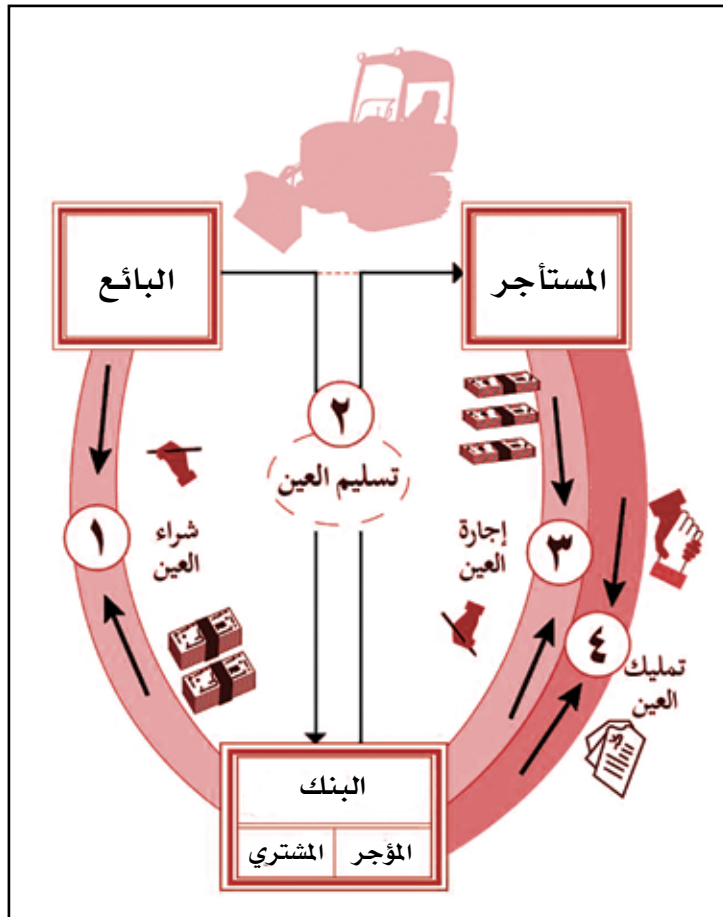 المستأجر
البائع
٢
تسليم العين
١
شراء
العين
إجارة
العين
٣
٤
تمليك
العين
البنك
المؤجر
المشتري